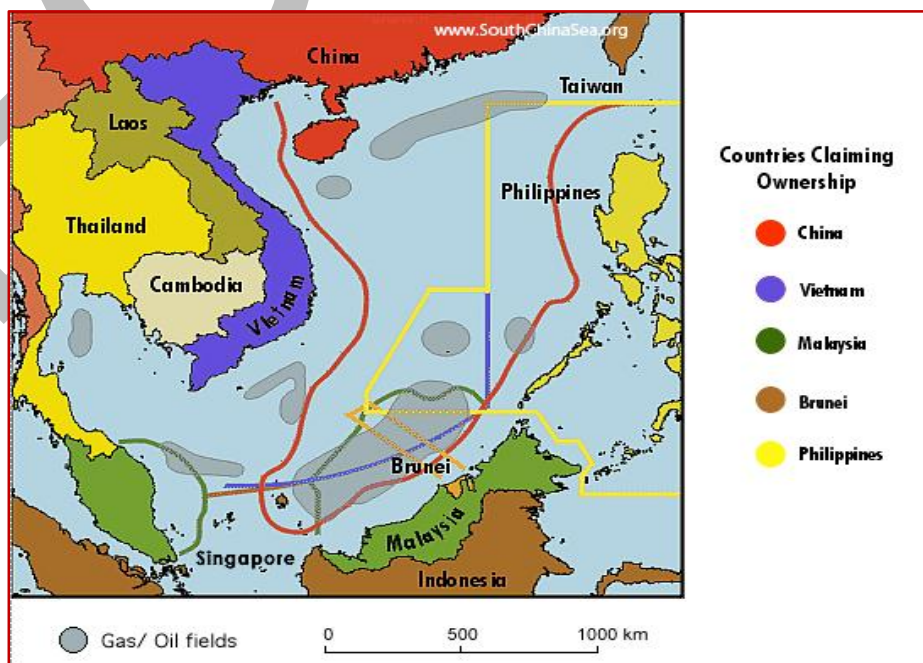 www.SouthChinaSea.org
China
Taiwan
Laos
Philippines
Thailand
Cambodia
Vietnam
Brunei
Malaysia
Singapore
Indonesia
Countries Claiming
Ownership
China
Vietnam
Malaysia
Brunei
Philippines
Gas/ Oil fields
0
500
1000 km